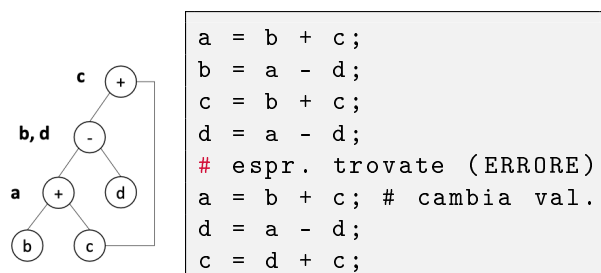 c
+
b, d
-
a
+
d
b
c
a = b + c;
b = a - d;
c = b + c;
d = a - d;
# espr. trovate (ERRORE)
a = b + c; # cambia val.
d = a - d;
c = d + c;